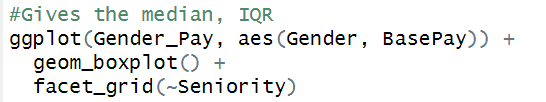 #Gives the median, IQR
ggplot(Gender_Pay, aes(Gender, BasePay)) +
  geom_boxplot() +
  facet_grid(~Seniority)